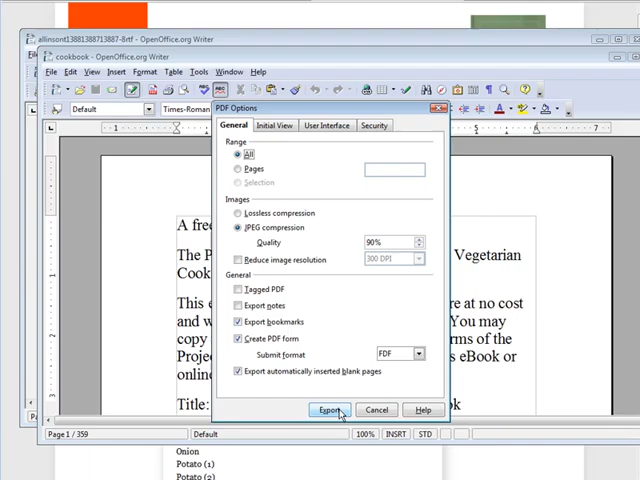 allinsont13881388713887-8rtf - OpenOffice.org Writer
cookbook - OpenOffice.org Writer
File Edit View Insert Format Table Tools Window Help
Default Times-Roman
PDF Options
General Initial View User Interface Security
Range
All
Pages
Selection
Images
Lossless compression
JPEG compression
Quality 90%
Reduce image resolution 300 DPI
General
Tagged PDF
Export notes
Export bookmarks
Create PDF form
Submit format FDF
Export automatically inserted blank pages
Export Cancel Help
A free
The P Vegetarian
Cook
This e re at no cost
and w You may
copy rms of the
Proje s eBook or
online
Title: ok
Page 1 / 359 Default 100% INSRT STD
Onion
Potato (1)
Potato (2)